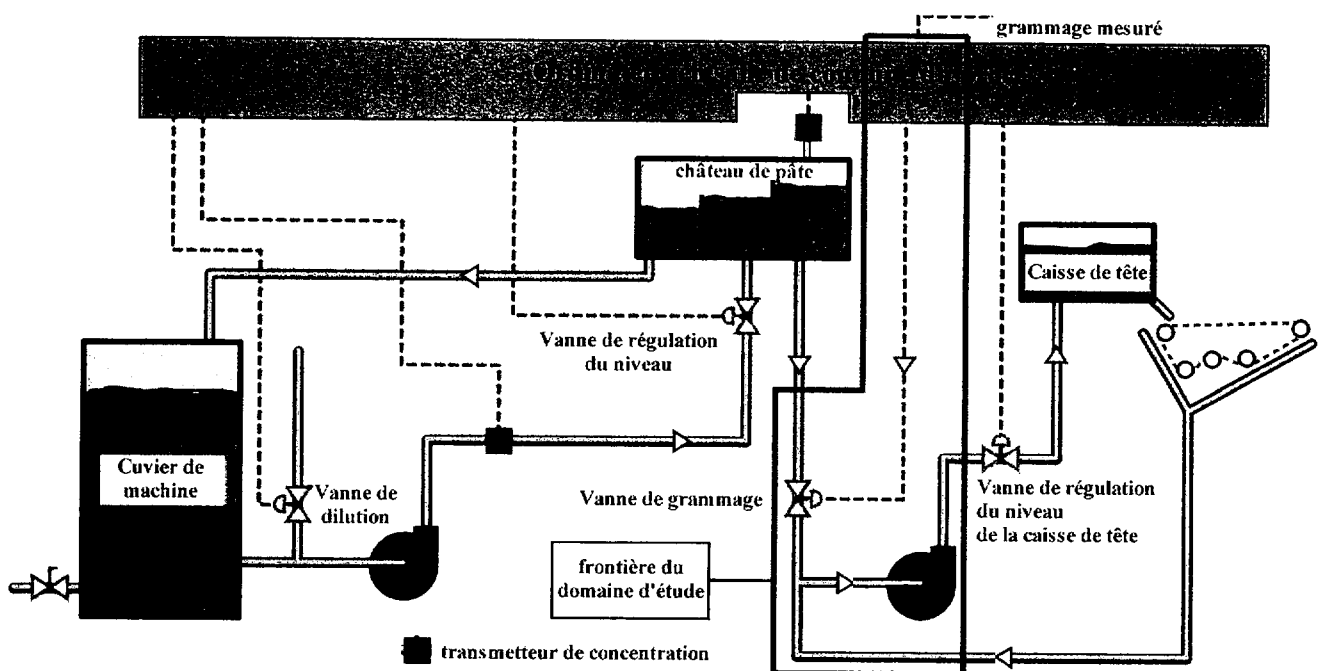 grammage mesuré
château de pâte
Caisse de tête
Vanne de régulation
du niveau
Cuvier de
machine
Vanne de
dilution
Vanne de grammage
Vanne de régulation
du niveau
de la caisse de tête
frontière du
domaine d'étude
transmetteur de concentration